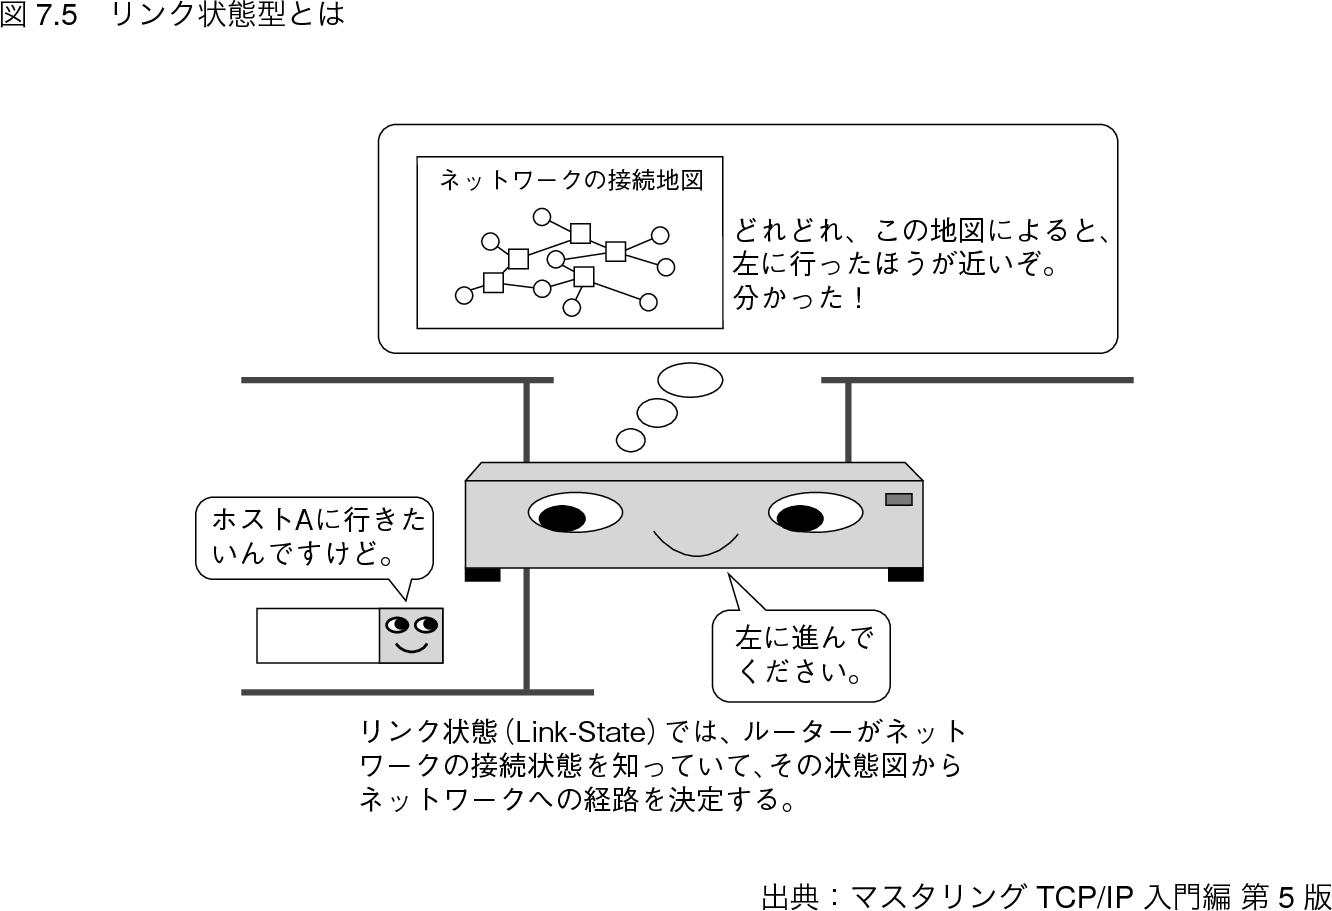 図 7.5　リンク状態型とは
ネットワークの接続地図
どれどれ、この地図によると、
左に行ったほうが近いぞ。
分かった！
ホストAに行きた
いんですけど。
左に進んで
ください。
リンク状態（Link-State）では、ルーターがネット
ワークの接続状態を知っていて、その状態図から
ネットワークへの経路を決定する。
出典：マスタリング TCP/IP 入門編 第 5 版